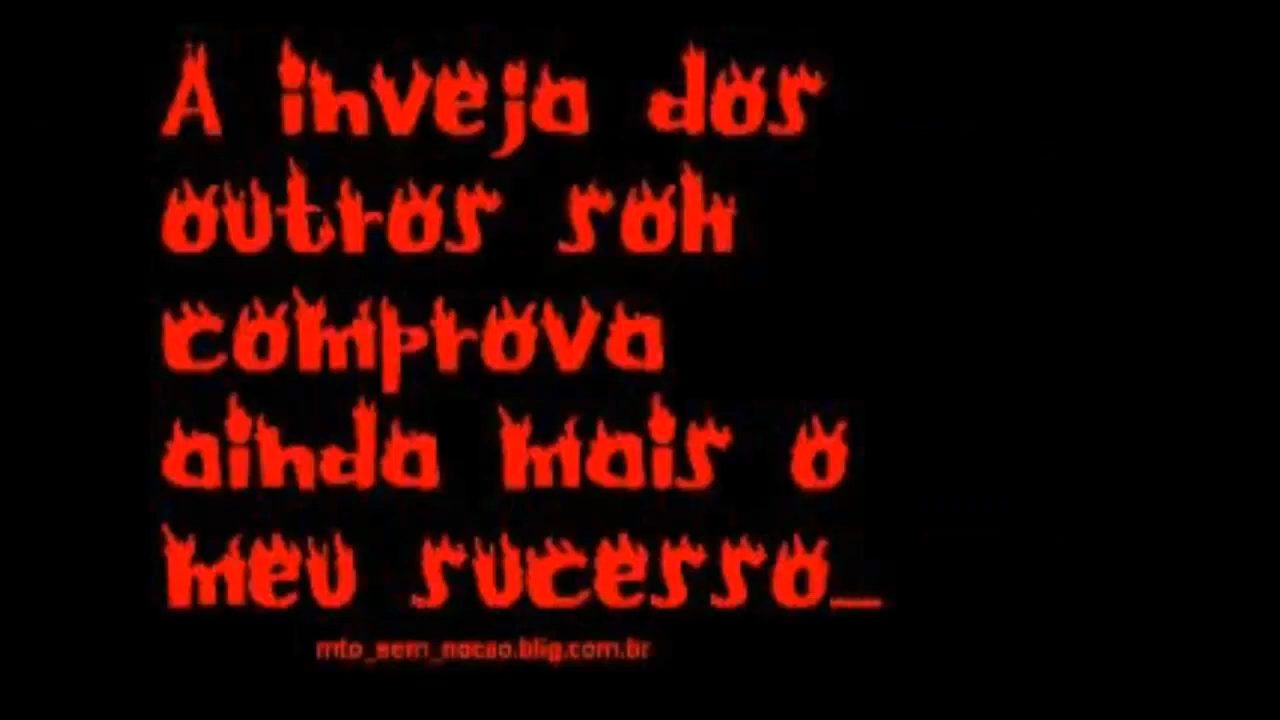 A inveja dos
outros soh
comprova
ainda mais o
meu sucesso_
mto_sem_nocao.blig.com.br